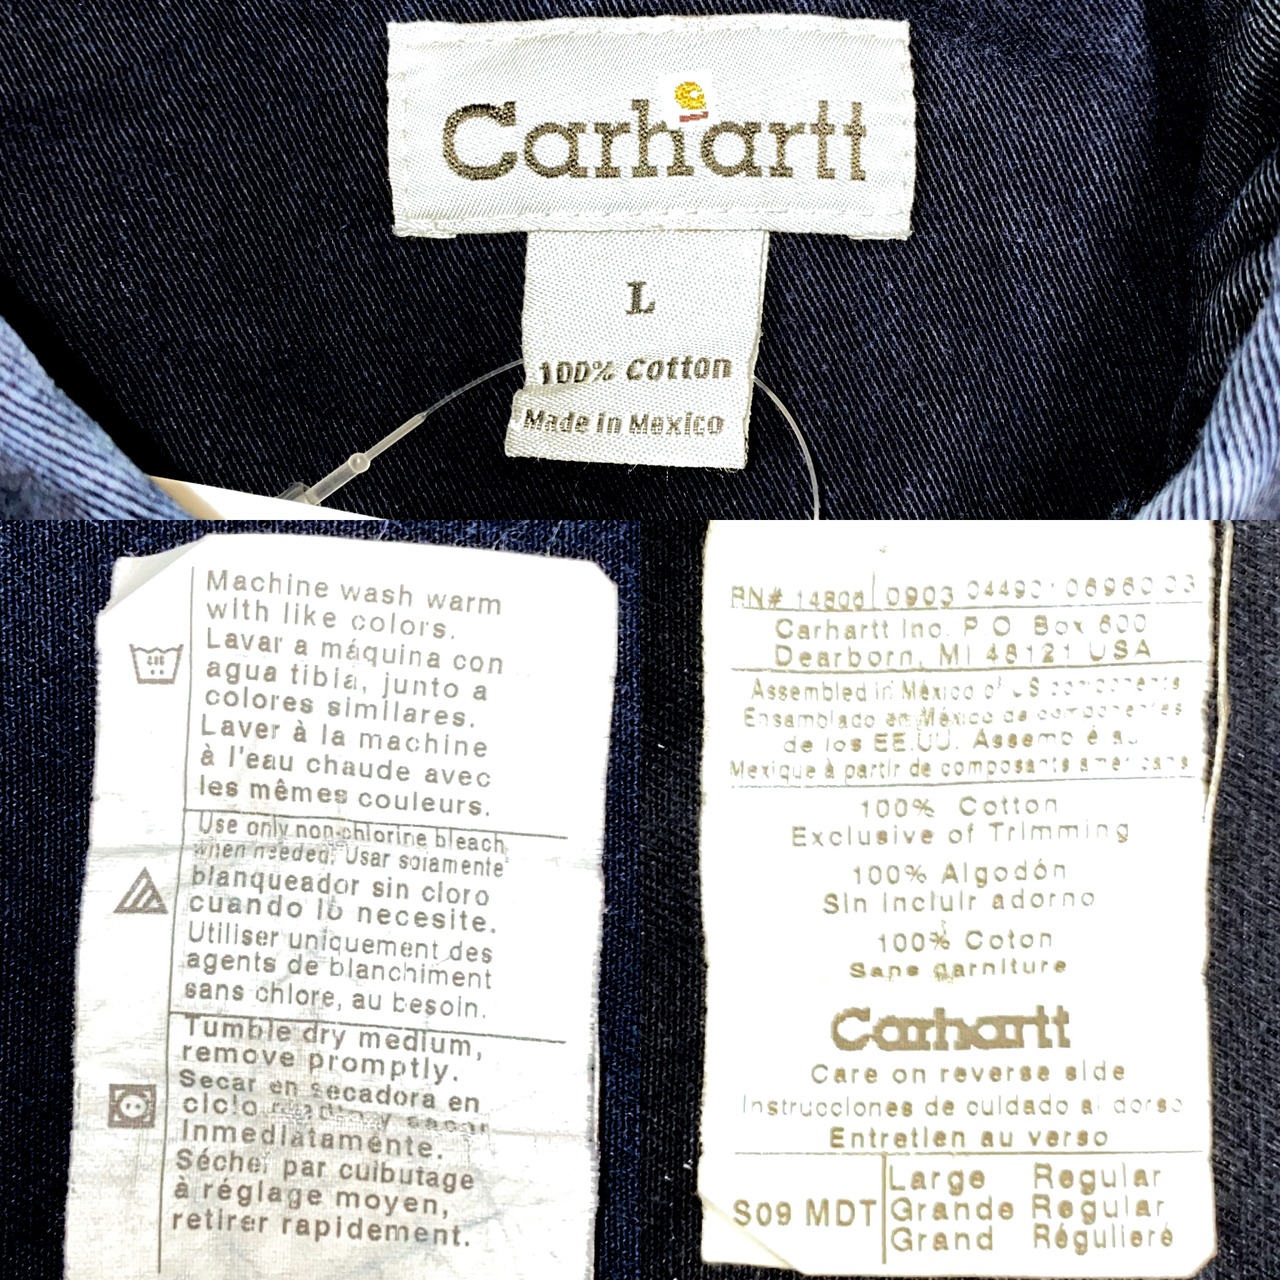 Carhartt
L
100% Cotton
Made in Mexico
Machine wash warm
with like colors.
Lavar a máquina con
agua tibia, junto a
colores similares.
Laver à la machine
à l'eau chaude avec
les mêmes couleurs.
Use only non-chlorine bleach
when needed. Usar solamente
blanqueador sin cloro
cuando lo necesite.
Utiliser uniquement des
agents de blanchiment
sans chlore, au besoin.
Tumble dry medium,
remove promptly.
Secar en secadora en
ciclo y sacar
inmediatamente.
Sécher par culbutage
à réglage moyen,
retirer rapidement.
RN# 14806 0903
Carhartt Inc. P.O. Box 600
Dearborn, MI 48121 USA
Assembled in México of US components
Ensamblado en México de componentes
de los EE.UU. Assemblé au
Mexique à partir de composants américains
100% Cotton
Exclusive of Trimming
100% Algodón
Sin incluir adorno
100% Coton
Sans garniture
Carhartt
Care on reverse side
Instrucciones de cuidado al dorso
Entretien au verso
S09 MDT
Large Regular
Grande Regular
Grand Régulieré